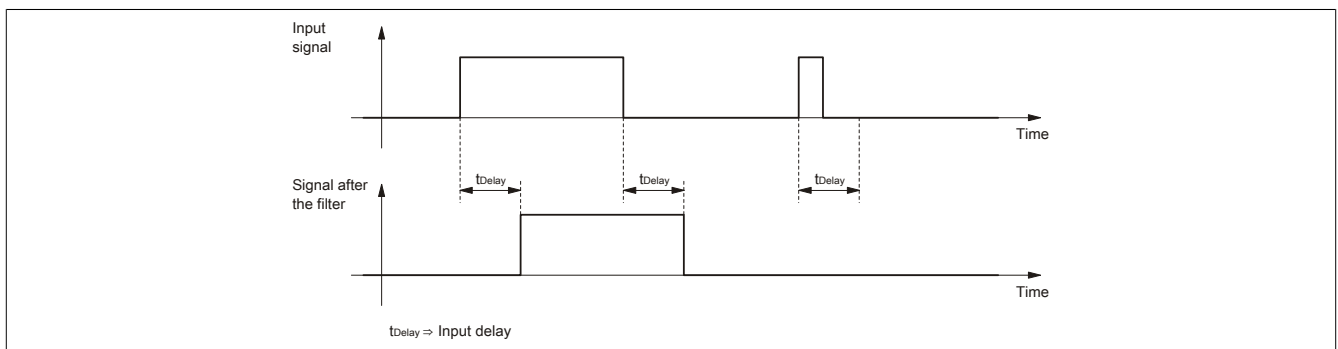 Input
signal
Time
Signal after
the filter
tDelay
tDelay
tDelay
Time
tDelay ⇒ Input delay